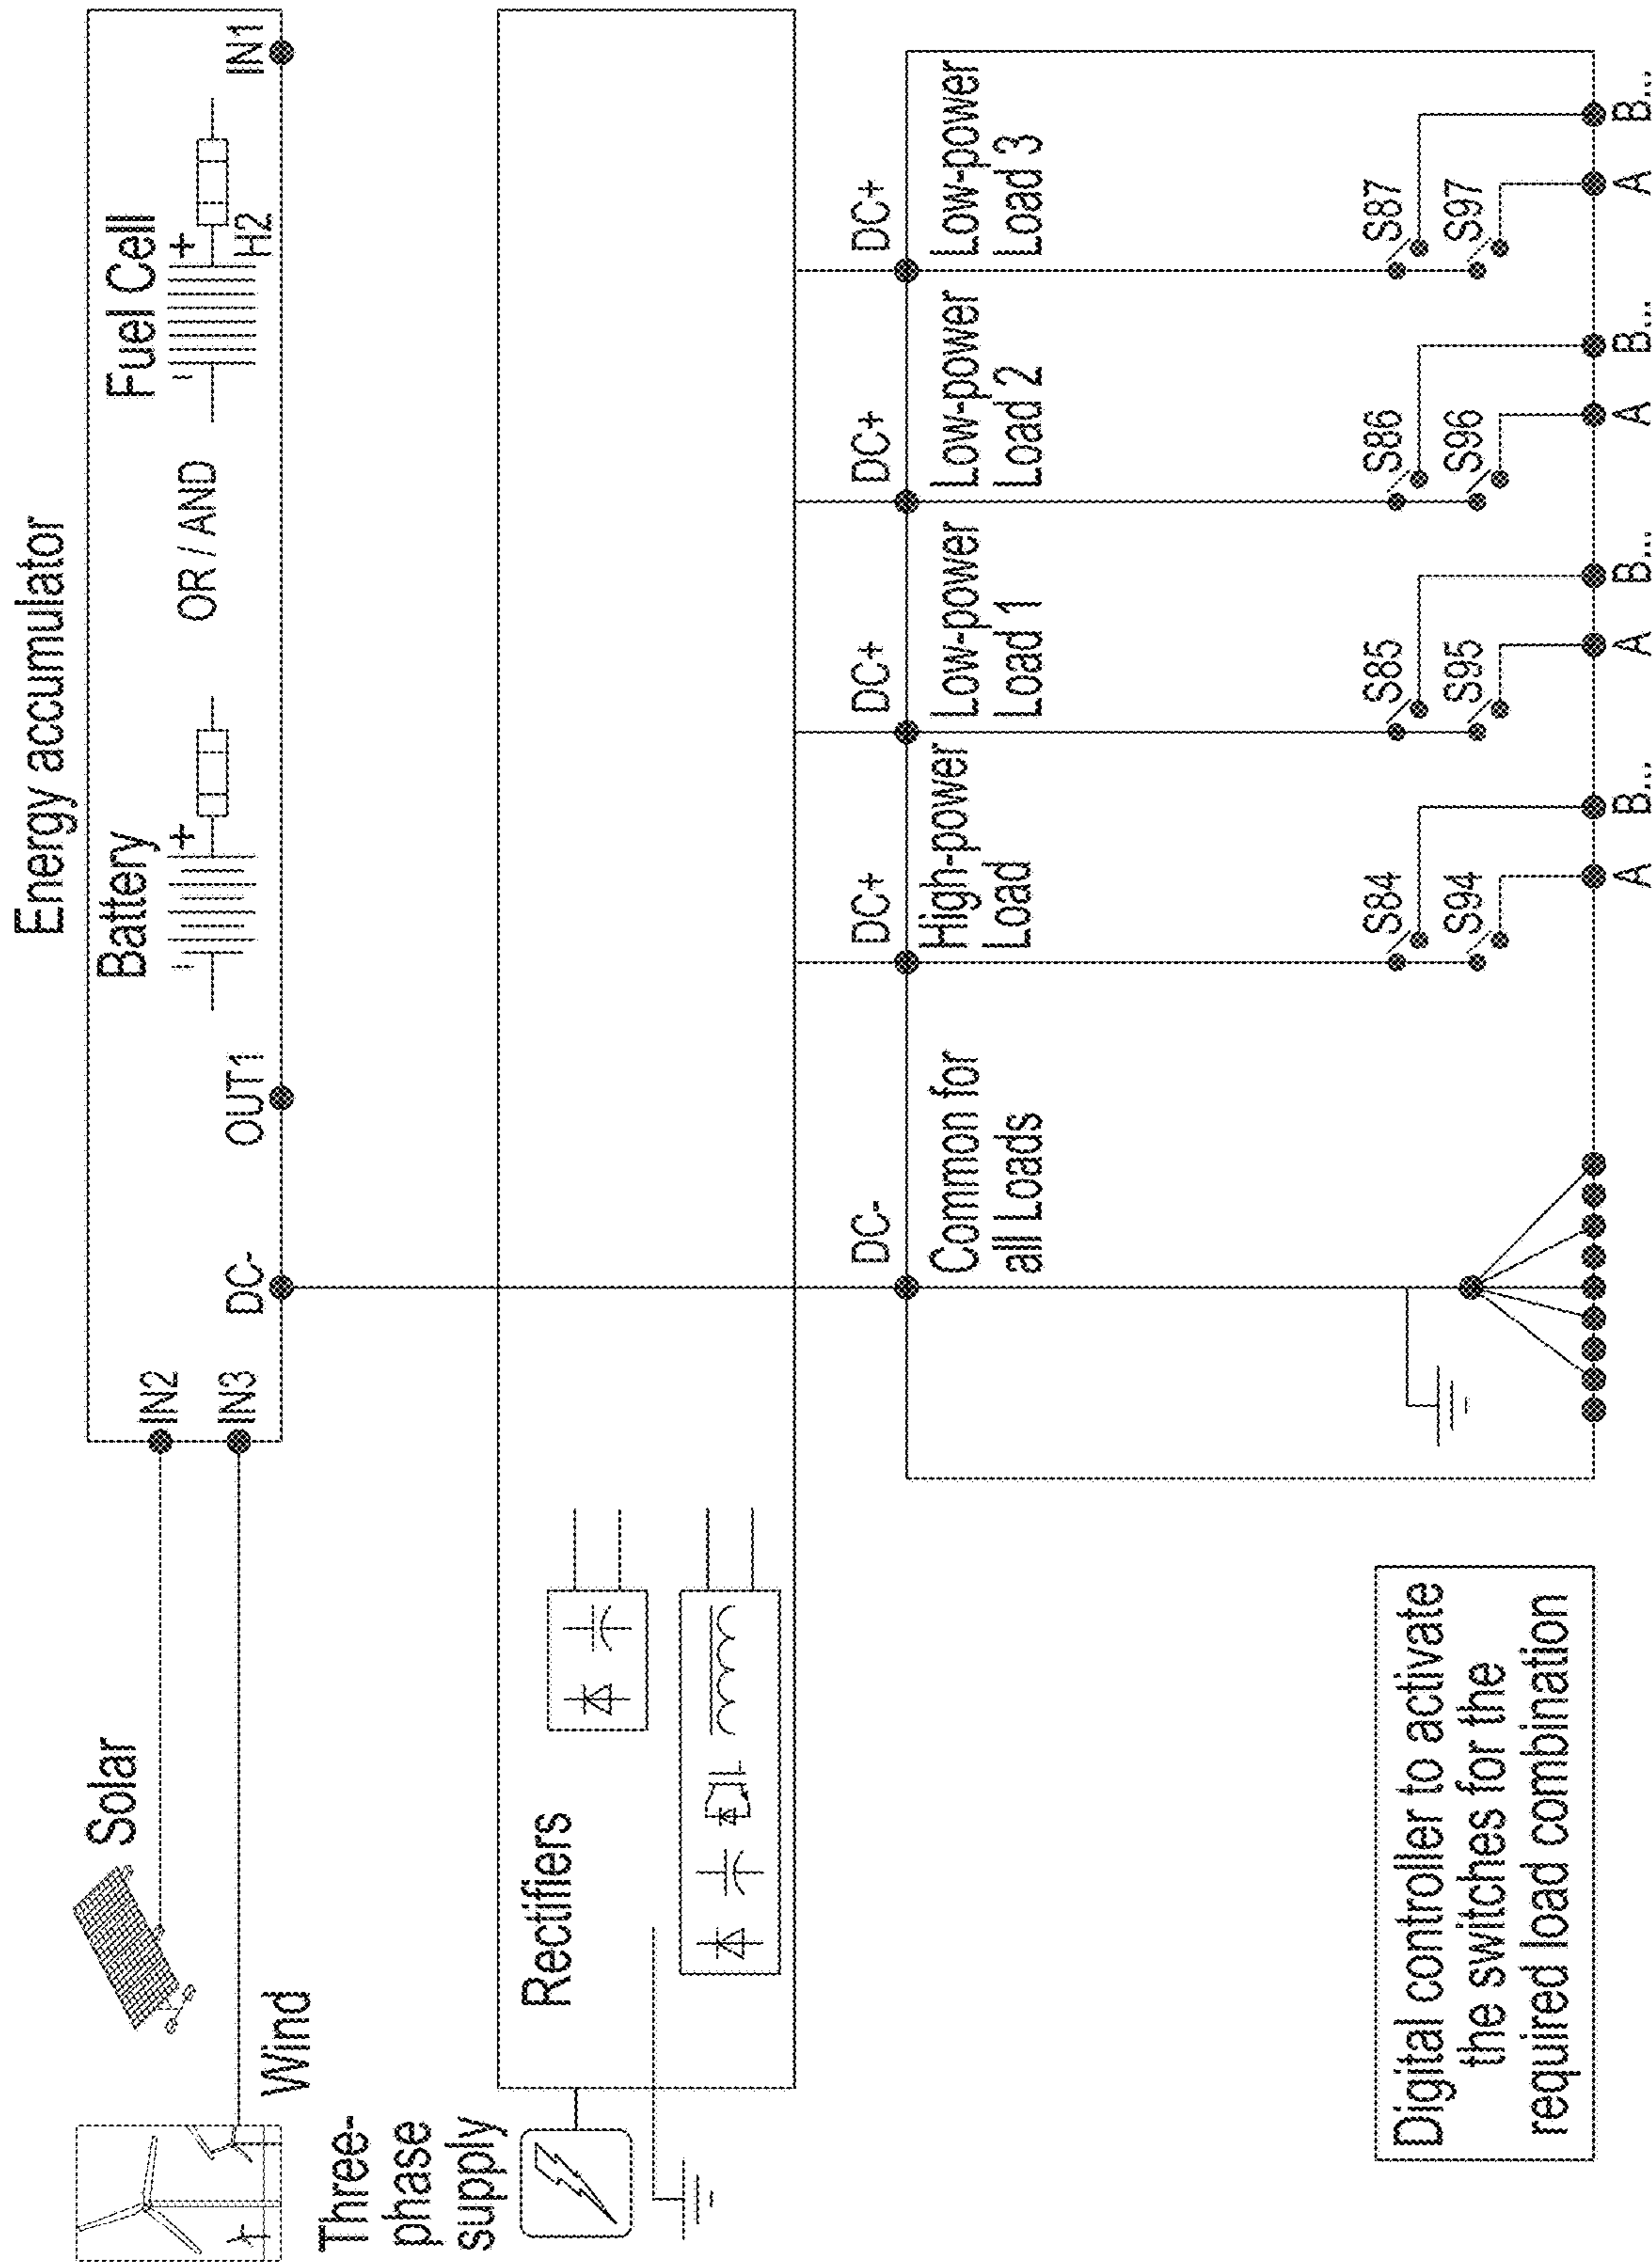 Energy accumulator
Solar
Wind
IN2
IN3
DC-
OUT1
Battery
-
+
OR / AND
Fuel Cell
-
+
H2
IN1
Three-
phase
supply
Rectifiers
DC-
DC+
DC+
DC+
DC+
Common for
all Loads
High-power
Load
Low-power
Load 1
Low-power
Load 2
Low-power
Load 3
S84
S94
S85
S95
S86
S96
S87
S97
A
B...
A
B...
A
B...
A
B...
Digital controller to activate
the switches for the
required load combination